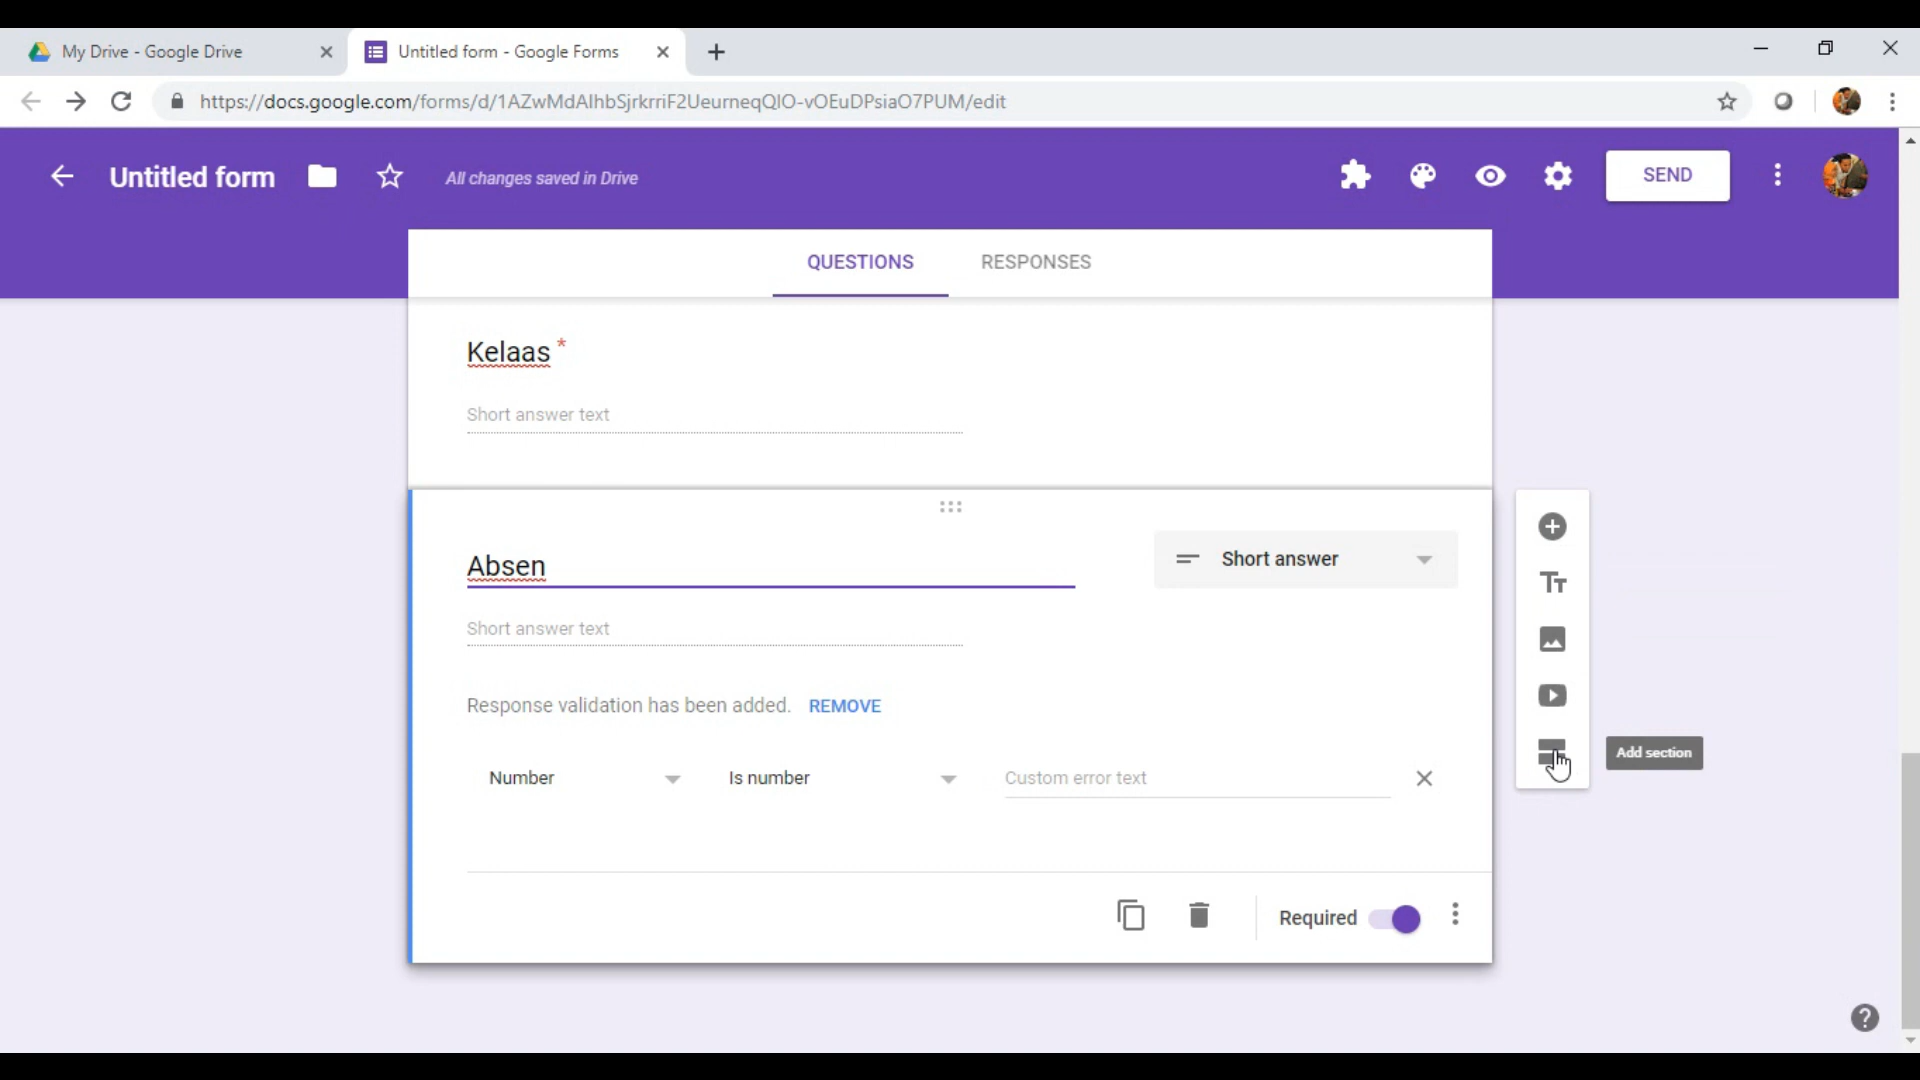 My Drive - Google Drive
Untitled form - Google Forms
https://docs.google.com/forms/d/1AZwMdAlhbSjrkrriF2UeurneqQIO-vOEuDPsiaO7PUM/edit
Untitled form
All changes saved in Drive
SEND
QUESTIONS
RESPONSES
Kelaas *
Short answer text
Absen
Short answer
Short answer text
Response validation has been added. REMOVE
Add section
Number
Is number
Custom error text
Required